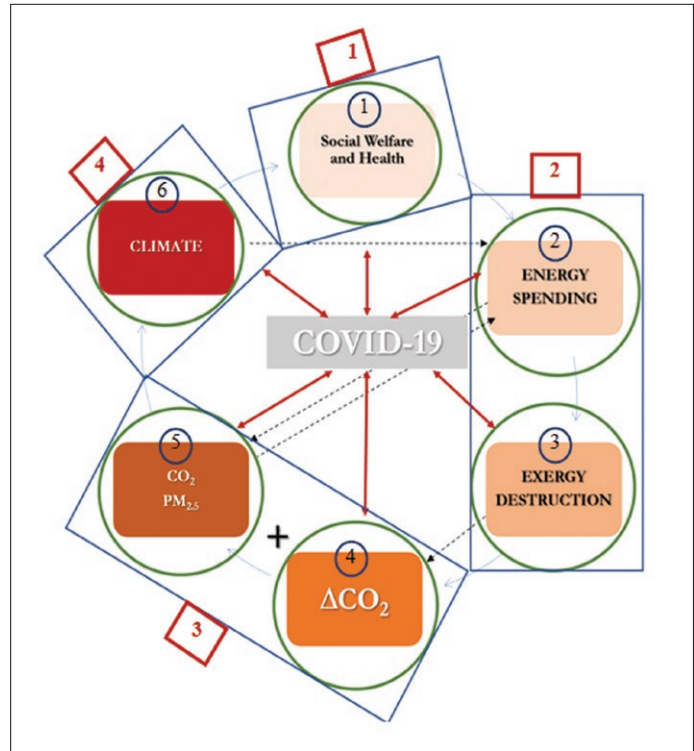 1
1
Social Welfare
and Health
2
2
ENERGY
SPENDING
3
EXERGY
DESTRUCTION
4
ΔCO₂
3
+
5
CO₂
PM₂.₅
4
6
CLIMATE
COVID-19